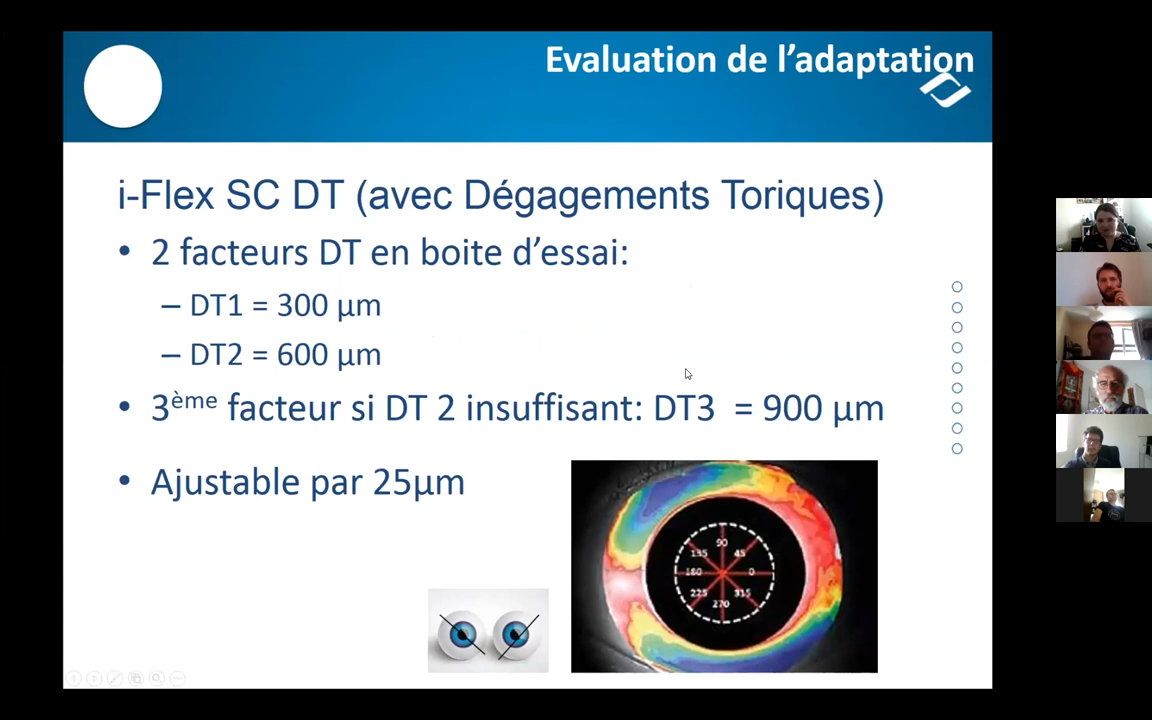 Evaluation de l’adaptation
i-Flex SC DT (avec Dégagements Toriques)
• 2 facteurs DT en boite d’essai:
– DT1 = 300 µm
– DT2 = 600 µm
• 3ème facteur si DT 2 insuffisant: DT3 = 900 µm
• Ajustable par 25µm
90
135 45
180 0
225 315
270